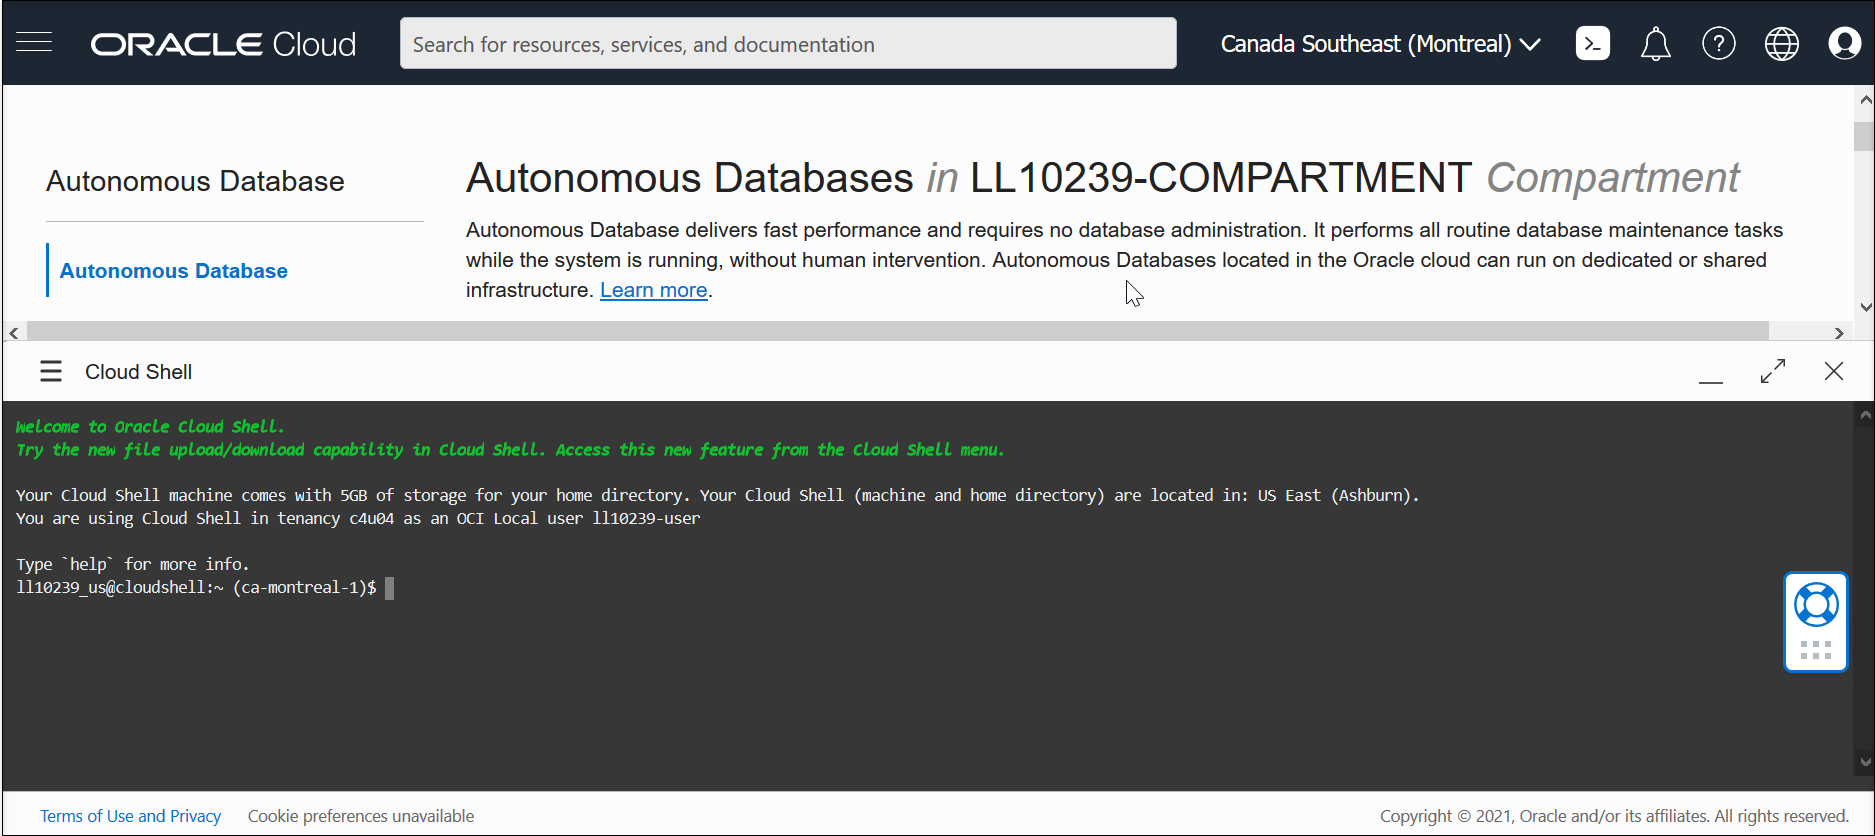 ORACLE Cloud
Search for resources, services, and documentation
Canada Southeast (Montreal)
Autonomous Database
Autonomous Database
Autonomous Databases in LL10239-COMPARTMENT Compartment
Autonomous Database delivers fast performance and requires no database administration. It performs all routine database maintenance tasks
while the system is running, without human intervention. Autonomous Databases located in the Oracle cloud can run on dedicated or shared
infrastructure. Learn more.
Cloud Shell
Welcome to Oracle Cloud Shell.
Try the new file upload/download capability in Cloud Shell. Access this new feature from the Cloud Shell menu.
Your Cloud Shell machine comes with 5GB of storage for your home directory. Your Cloud Shell (machine and home directory) are located in: US East (Ashburn).
You are using Cloud Shell in tenancy c4u04 as an OCI Local user ll10239-user
Type `help` for more info.
ll10239_us@cloudshell:~ (ca-montreal-1)$
Terms of Use and Privacy
Cookie preferences unavailable
Copyright © 2021, Oracle and/or its affiliates. All rights reserved.